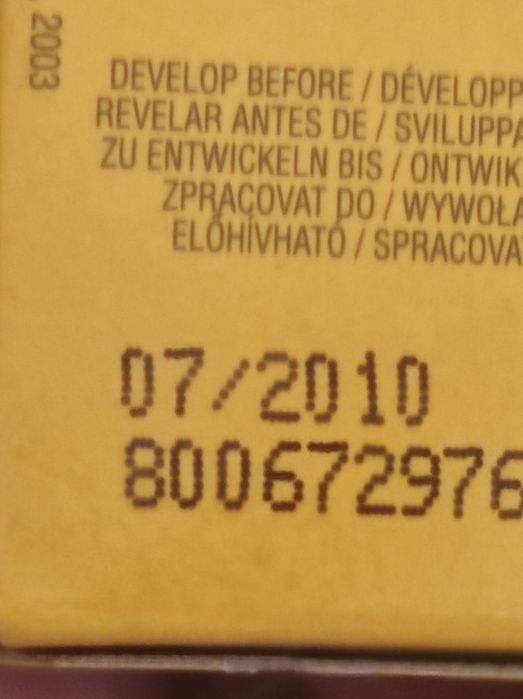 2003
DEVELOP BEFORE / DÉVELOPP
REVELAR ANTES DE / SVILUPPA
ZU ENTWICKELN BIS / ONTWIK
ZPRACOVAT DO / WYWOŁA
ELŐHÍVHATÓ / SPRACOVAT
07/2010
800672976